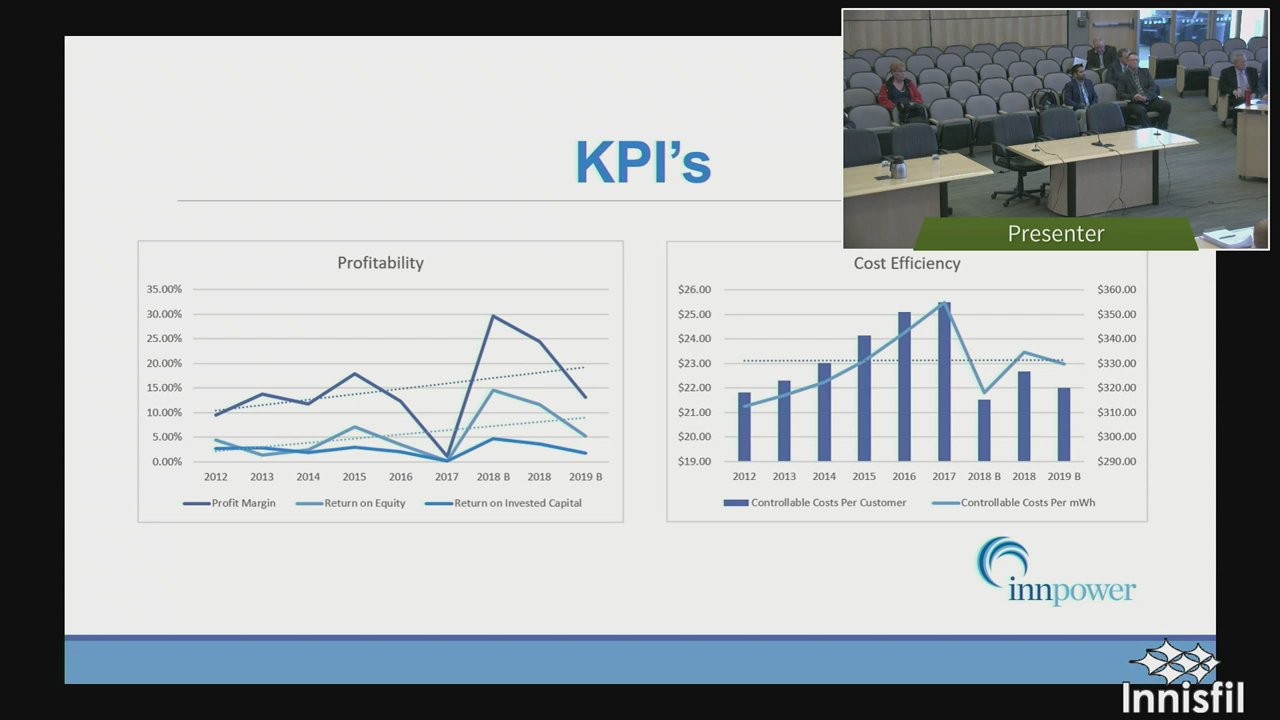 KPI's
Presenter
Profitability
35.00%
30.00%
25.00%
20.00%
15.00%
10.00%
5.00%
0.00%
2012 2013 2014 2015 2016 2017 2018 B 2018 2019 B
Profit Margin Return on Equity Return on Invested Capital
Cost Efficiency
$26.00 $360.00
$25.00 $350.00
$24.00 $340.00
$23.00 $330.00
$22.00 $320.00
$21.00 $310.00
$20.00 $300.00
$19.00 $290.00
2012 2013 2014 2015 2016 2017 2018 B 2018 2019 B
Controllable Costs Per Customer Controllable Costs Per mWh
innpower
Innisfil